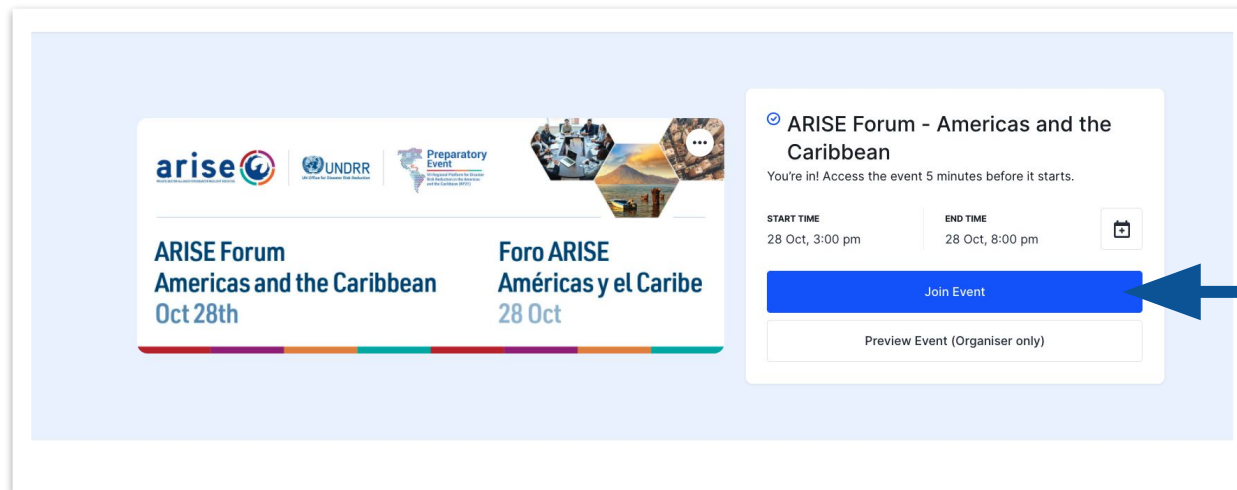 arise
UNDRR
UN Office for Disaster Risk Reduction
Preparatory
Event
ARISE Forum
Americas and the Caribbean
Oct 28th
Foro ARISE
Américas y el Caribe
28 Oct
ARISE Forum - Americas and the
Caribbean
You're in! Access the event 5 minutes before it starts.
START TIME
28 Oct, 3:00 pm
END TIME
28 Oct, 8:00 pm
Join Event
Preview Event (Organiser only)